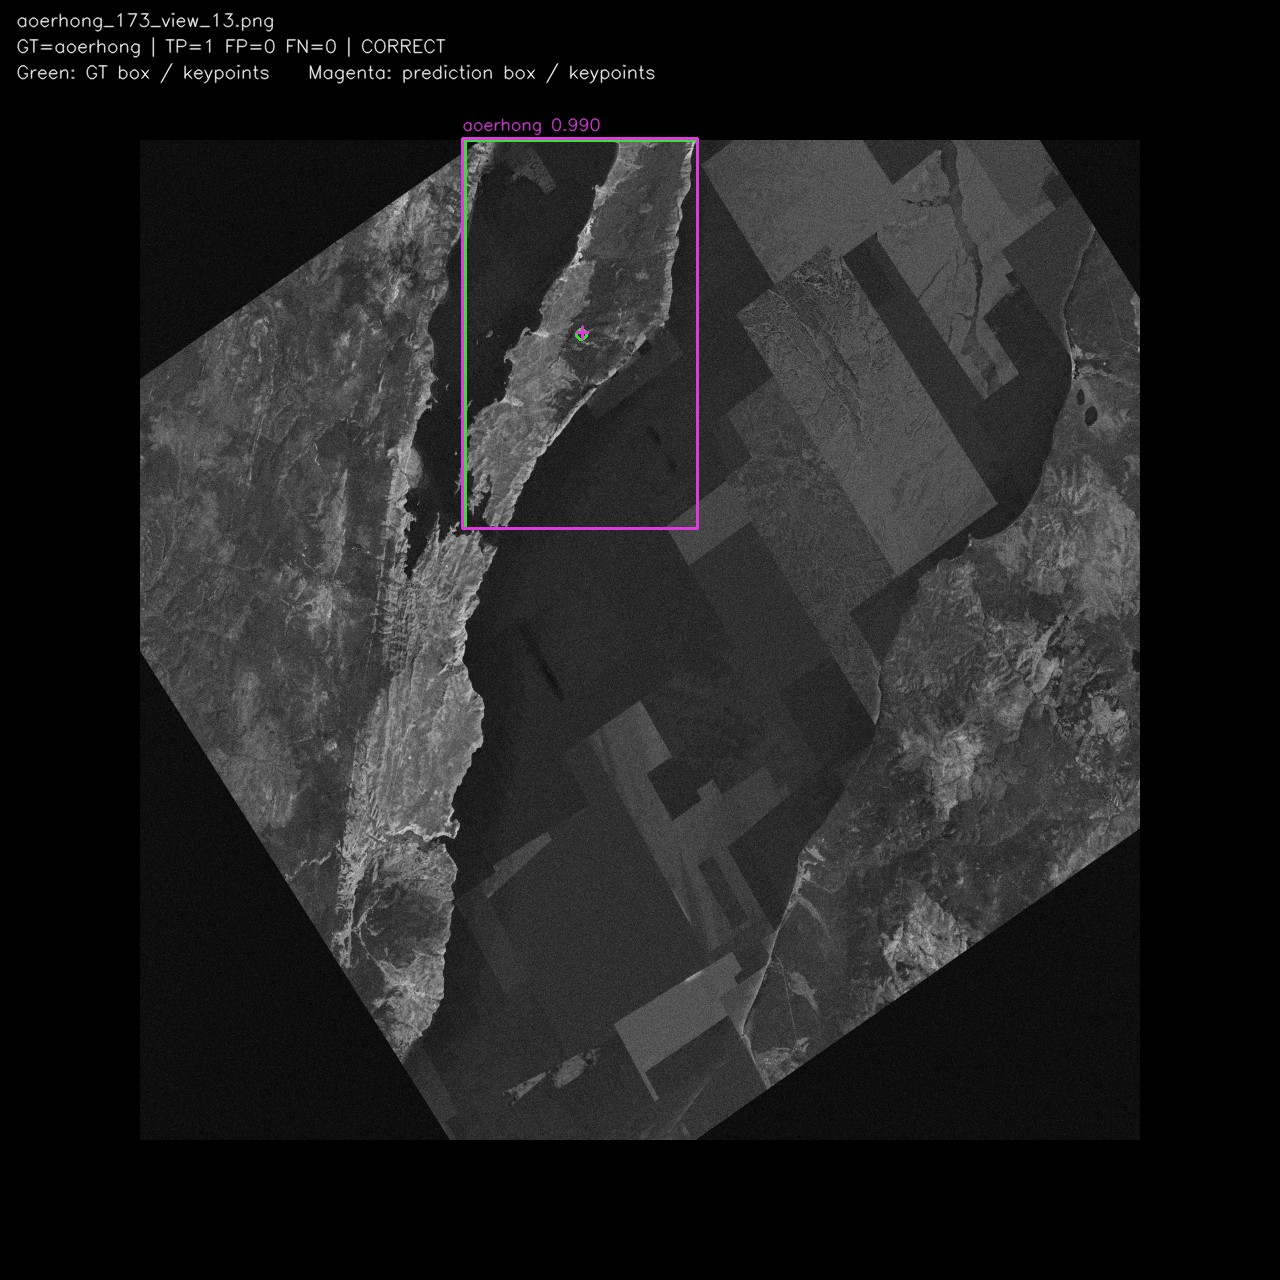 aoerhong_173_view_13.png
GT=aoerhong | TP=1 FP=0 FN=0 | CORRECT
Green: GT box / keypoints    Magenta: prediction box / keypoints
aoerhong 0.990